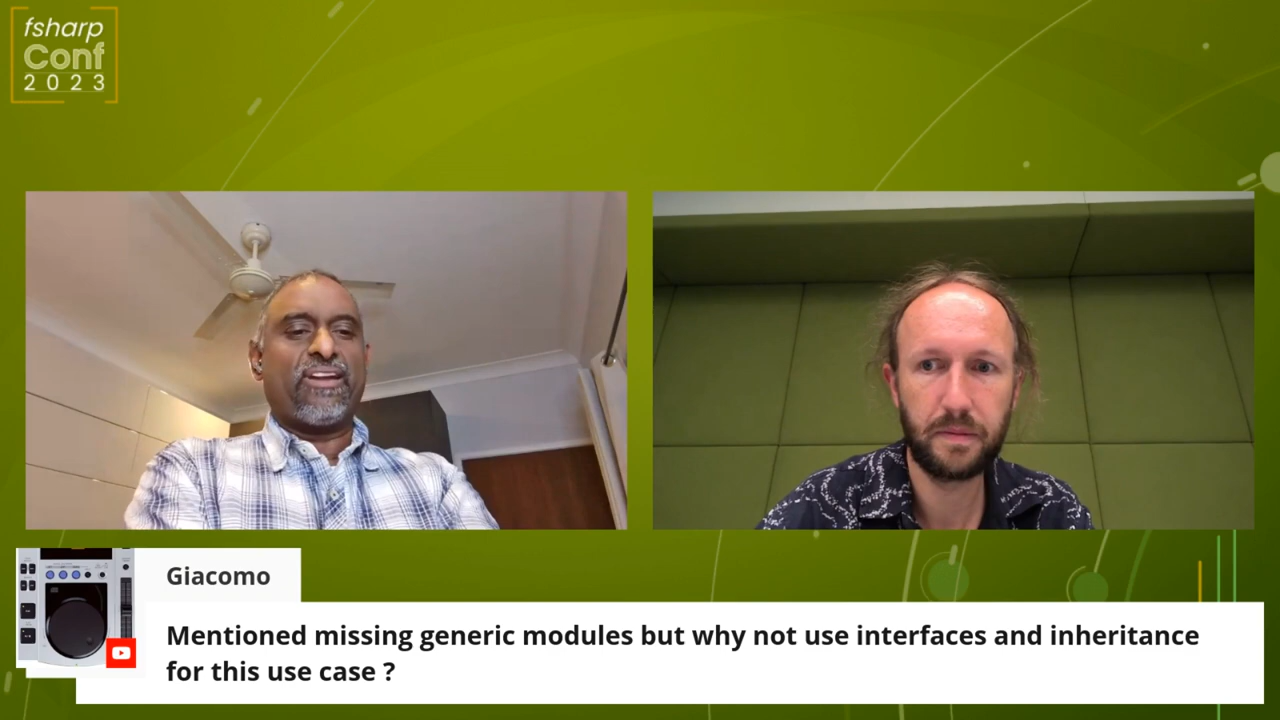 fsharp
Conf
2023
Giacomo
Mentioned missing generic modules but why not use interfaces and inheritance
for this use case ?